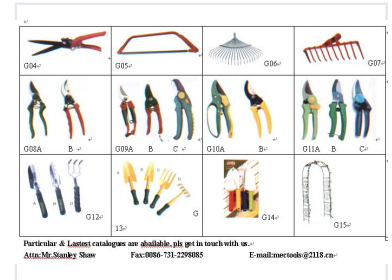 G04
G05
G06
G07
G08A B
G09A B C
G10A B
G11A B C
G12
G
13
G14
G15
Particular & Lastest catalogues are abailable, pls get in touch with us.
Attn:Mr.Stanley Shaw Fax:0086-731-2298085 E-mail:mectools@2118.cn